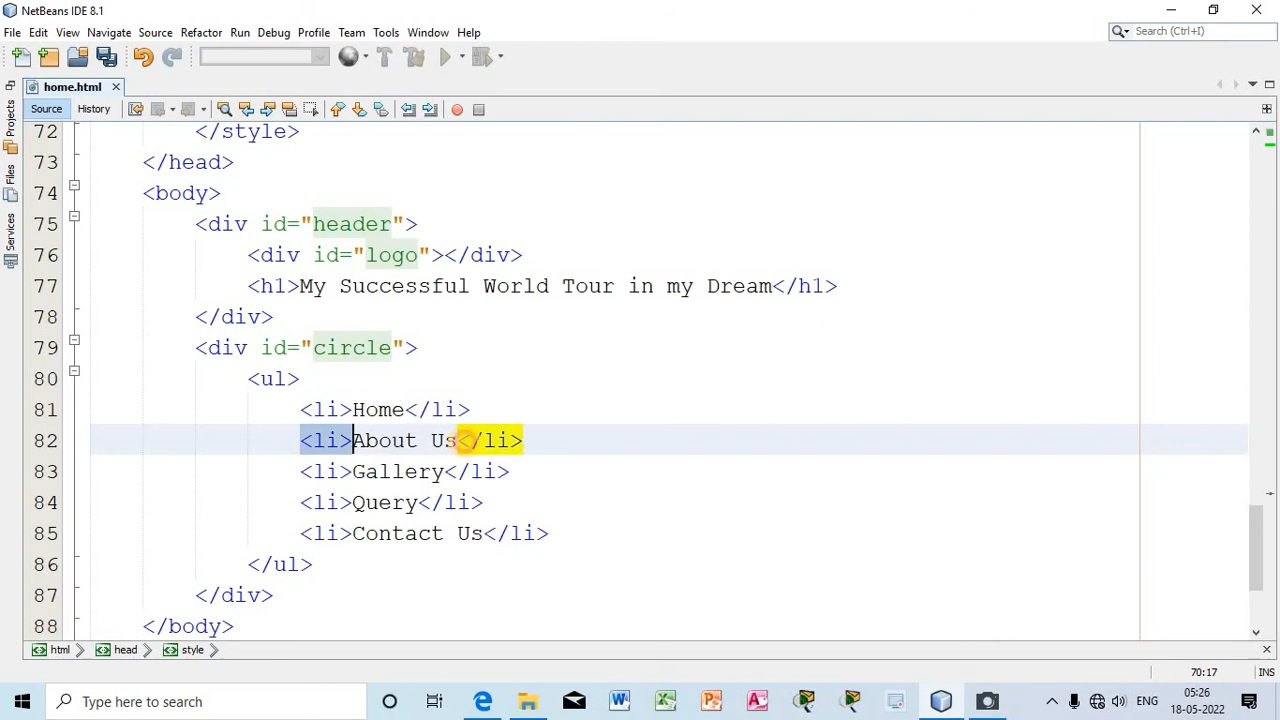 NetBeans IDE 8.1
File Edit View Navigate Source Refactor Run Debug Profile Team Tools Window Help
Search (Ctrl+I)
home.html
Source History
Projects
Files
Services
72 </style>
73 </head>
74 <body>
75 <div id="header">
76 <div id="logo"></div>
77 <h1>My Successful World Tour in my Dream</h1>
78 </div>
79 <div id="circle">
80 <ul>
81 <li>Home</li>
82 <li>About Us</li>
83 <li>Gallery</li>
84 <li>Query</li>
85 <li>Contact Us</li>
86 </ul>
87 </div>
88 </body>
html head style
70:17 INS
Type here to search
ENG
05:26
18-05-2022